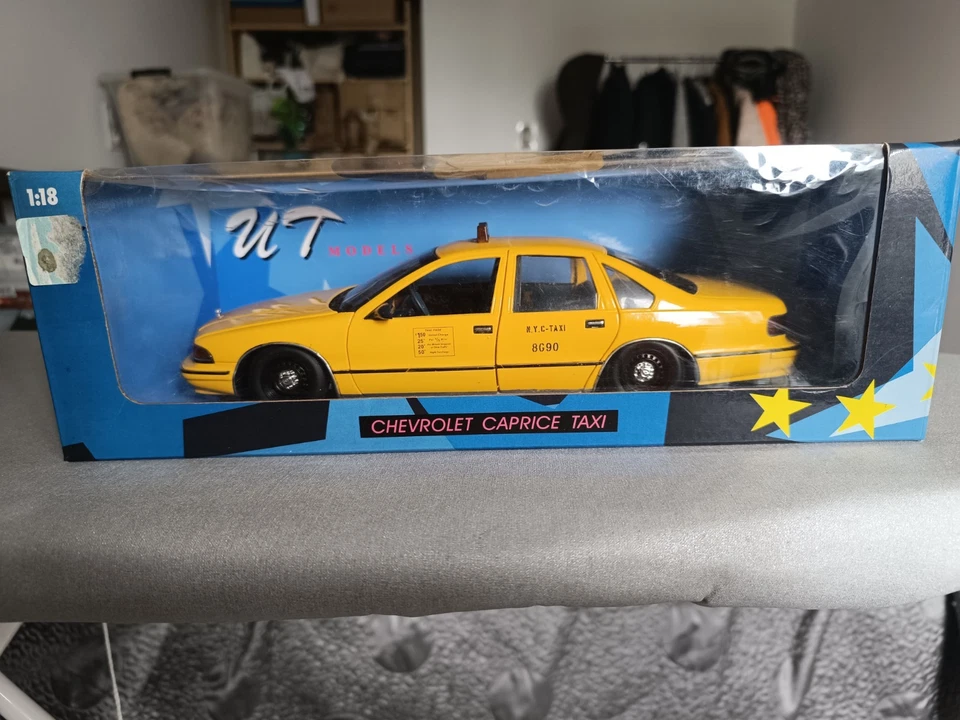 1:18
UT
MODELS
N.Y.C-TAXI
8G90
CHEVROLET CAPRICE TAXI